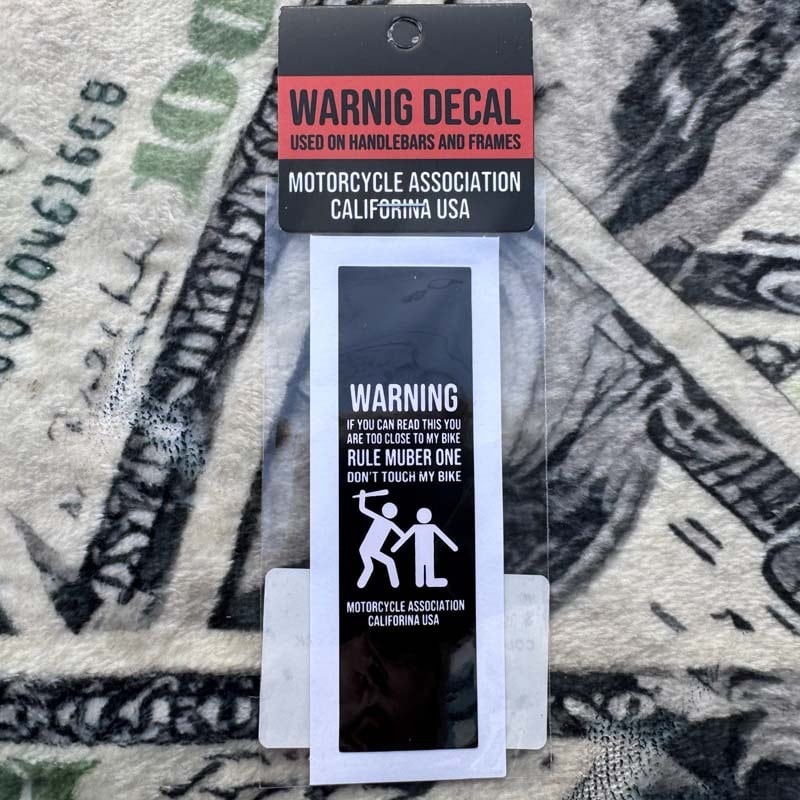 WARNIG DECAL
USED ON HANDLEBARS AND FRAMES
MOTORCYCLE ASSOCIATION
CALIFORINA USA
WARNING
IF YOU CAN READ THIS YOU
ARE TOO CLOSE TO MY BIKE
RULE MUBER ONE
DON'T TOUCH MY BIKE
MOTORCYCLE ASSOCIATION
CALIFORINA USA
100